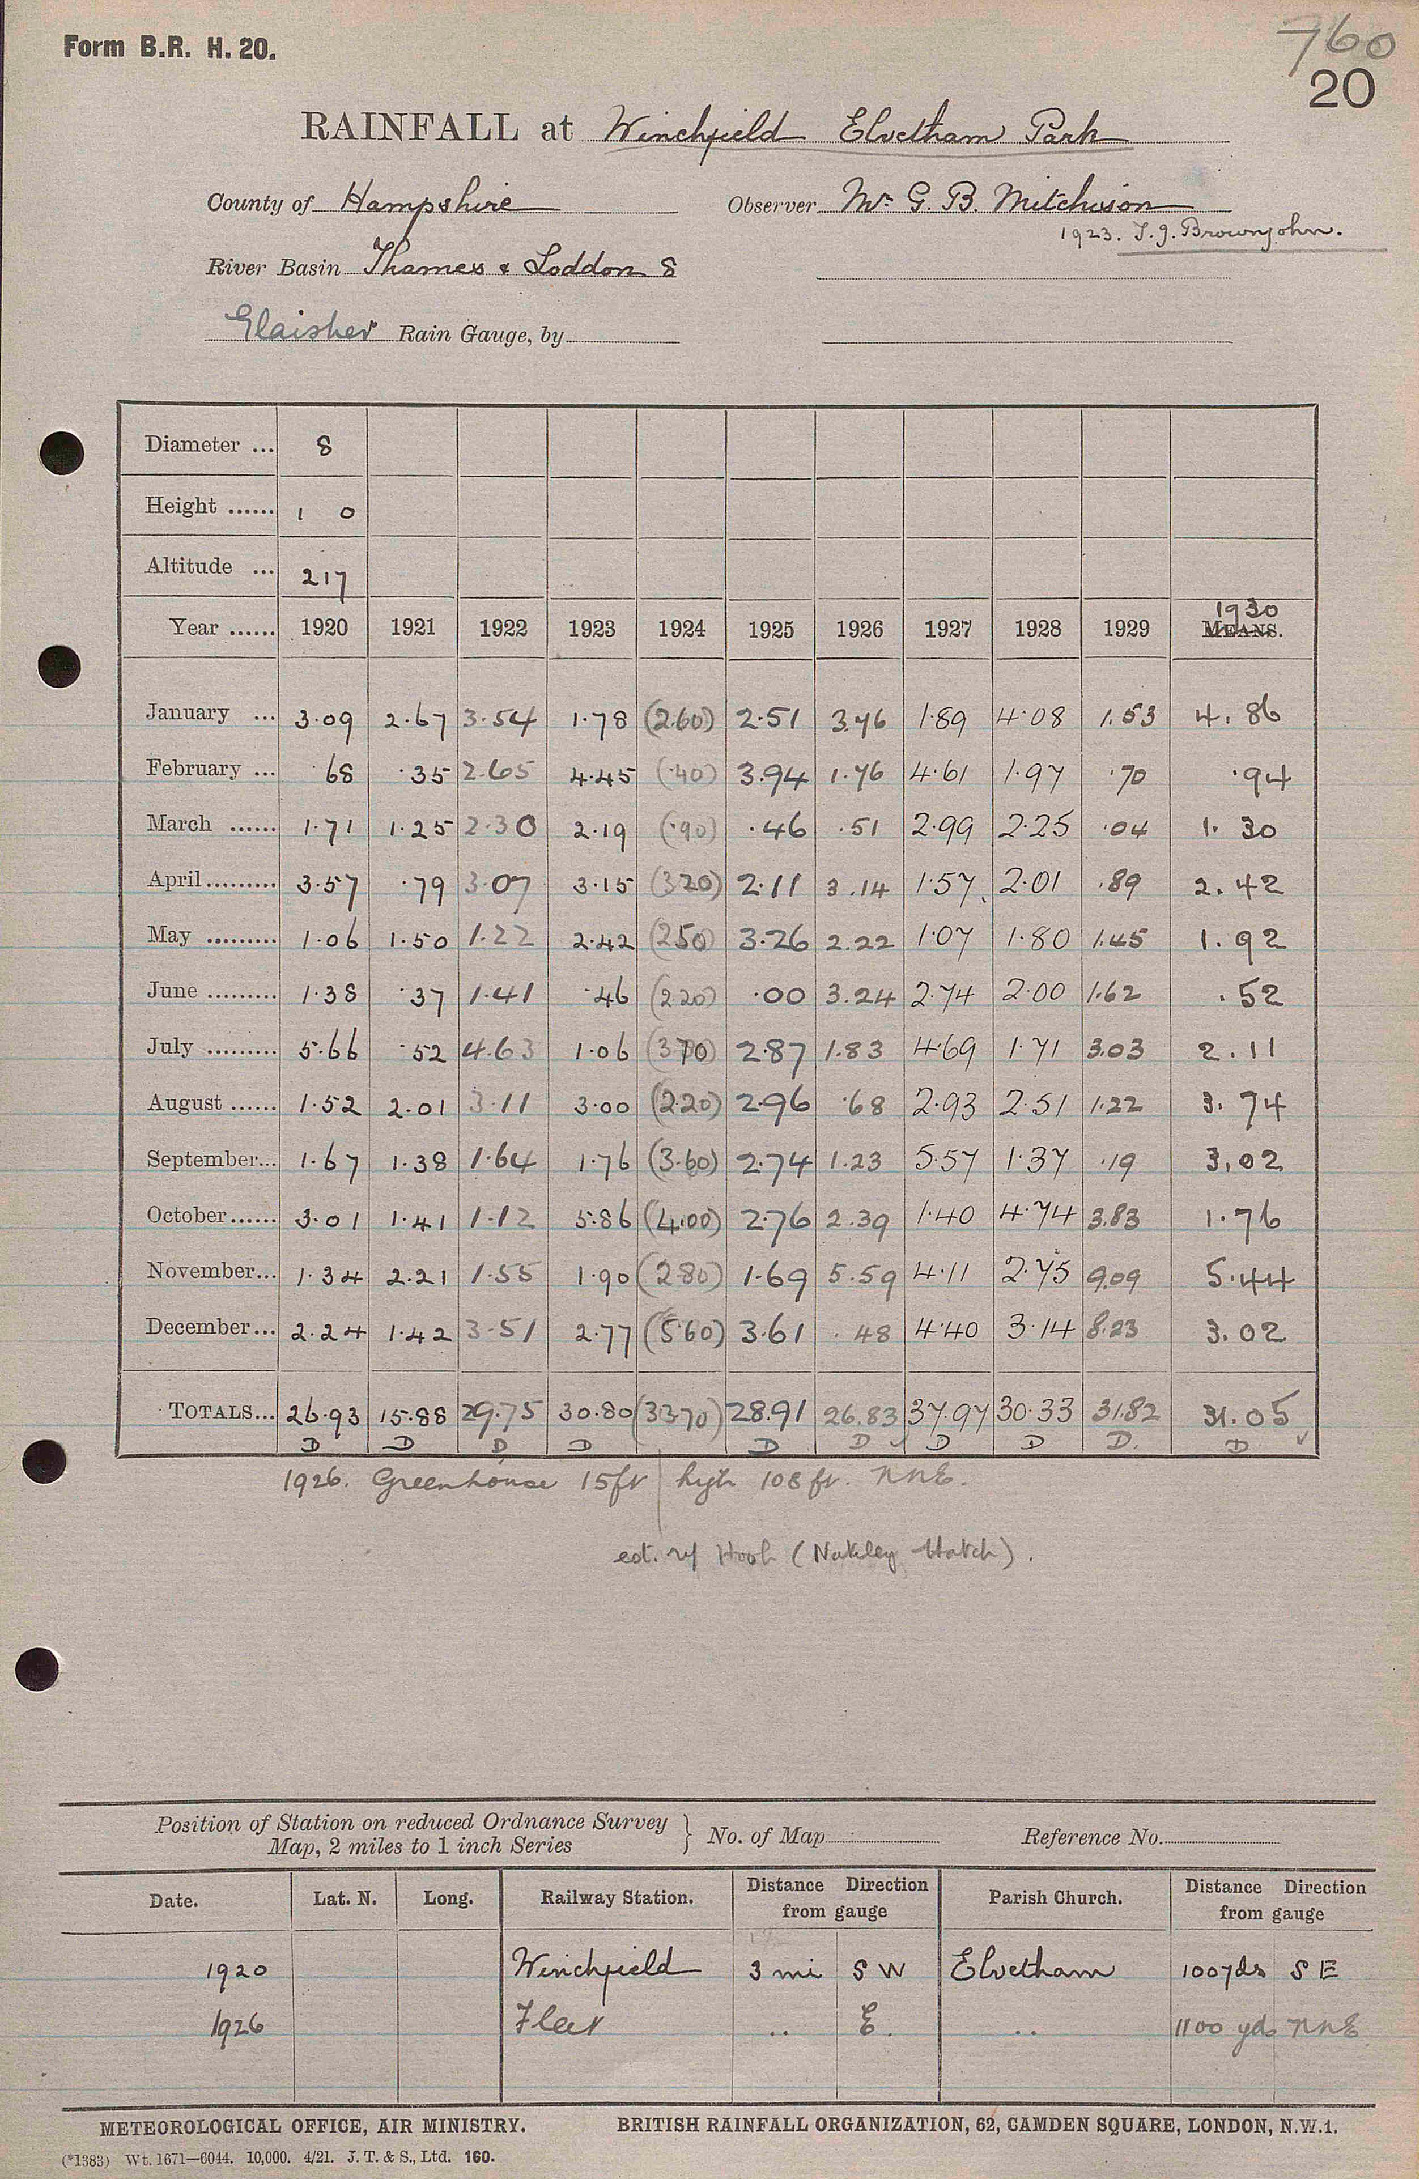 Form B.R. H. 20.
760
20
RAINFALL at Winchfield Elvetham Park
County of Hampshire Observer Mr. G. B. Mitchison
1923. T. J. Brownjohn.
River Basin Thames & Loddon 8
Glaisher Rain Gauge, by
Diameter ... 8
Height ...... 1 0
Altitude ... 217
1930
Year ...... 1920 1921 1922 1923 1924 1925 1926 1927 1928 1929 MEANS.
January ... 3.09 2.67 3.54 1.78 (2.60) 2.51 3.76 1.89 4.08 1.53 4.86
February ... .68 .35 2.65 4.45 (.40) 3.94 1.76 4.61 1.97 .70 .94
March ...... 1.71 1.25 2.30 2.19 (.90) .46 .51 2.99 2.25 .04 1.30
April ......... 3.57 .79 3.07 3.15 (3.20) 2.11 3.14 1.57 2.01 .89 2.42
May ......... 1.06 1.50 1.22 2.42 (2.50) 3.26 2.22 1.07 1.80 1.45 1.92
June ......... 1.38 .37 1.41 .46 (2.20) .00 3.24 2.74 2.00 1.62 .52
July ......... 5.66 .52 4.63 1.06 (3.70) 2.87 1.83 4.69 1.71 3.03 2.11
August ...... 1.52 2.01 3.11 3.00 (2.20) 2.96 .68 2.93 2.51 1.22 3.74
September... 1.67 1.38 1.64 1.76 (3.60) 2.74 1.23 5.57 1.37 .19 3.02
October...... 3.01 1.41 1.12 5.86 (4.00) 2.76 2.39 1.40 4.74 3.83 1.76
November... 1.34 2.21 1.55 1.90 (2.80) 1.69 5.59 4.11 2.75 9.09 5.44
December... 2.24 1.42 3.51 2.77 (5.60) 3.61 .48 4.40 3.14 8.23 3.02
TOTALS... 26.93 15.88 29.75 30.80 (33.70) 28.91 26.83 37.97 30.33 31.82 31.05
D D D D D D D D D. D
1926. Greenhouse 15ft high 108 ft. NNE.
est. Hook (Nateley Hatch).
Position of Station on reduced Ordnance Survey
Map, 2 miles to 1 inch Series } No. of Map Reference No.
Date. Lat. N. Long. Railway Station. Distance Direction from gauge Parish Church. Distance Direction from gauge
1920 Winchfield 3 mi S W Elvetham 100yds S E
1926 Fleet .. E. .. 1100 yds NNE
METEOROLOGICAL OFFICE, AIR MINISTRY. BRITISH RAINFALL ORGANIZATION, 62, CAMDEN SQUARE, LONDON, N.W.1.
(*1383) Wt. 1671—6044. 10,000. 4/21. J. T. & S., Ltd. 160.